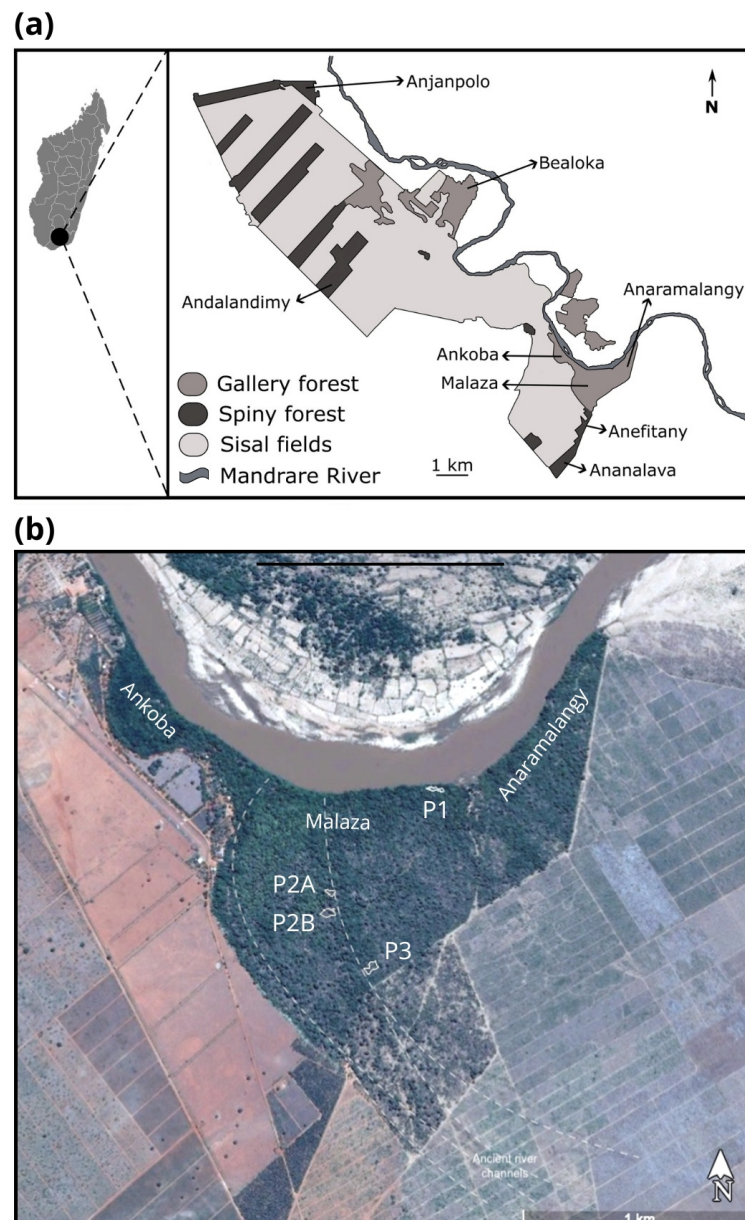 (a)
Anjanpolo
N
Bealoka
Anaramalangy
Andalandimy
Ankoba
Malaza
Gallery forest
Spiny forest
Sisal fields
Mandrare River
1 km
Anefitany
Ananalava
(b)
Ankoba
Anaramalangy
Malaza
P1
P2A
P2B
P3
Ancient river
channels
N
1 km